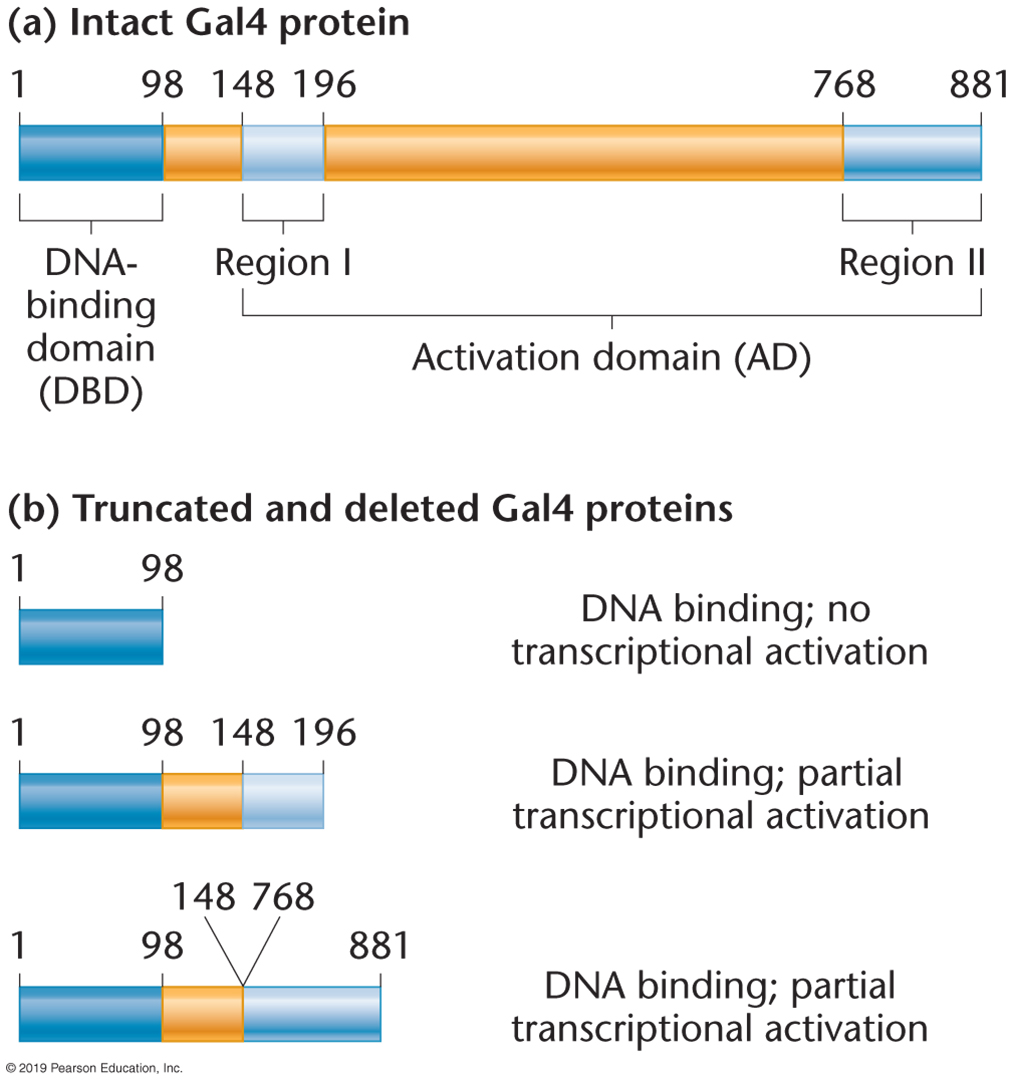 (a) Intact Gal4 protein
1 98 148 196 768 881
DNA-
binding
domain
(DBD)
Region I
Region II
Activation domain (AD)
(b) Truncated and deleted Gal4 proteins
1 98
DNA binding; no
transcriptional activation
1 98 148 196
DNA binding; partial
transcriptional activation
148 768
1 98 881
DNA binding; partial
transcriptional activation
© 2019 Pearson Education, Inc.